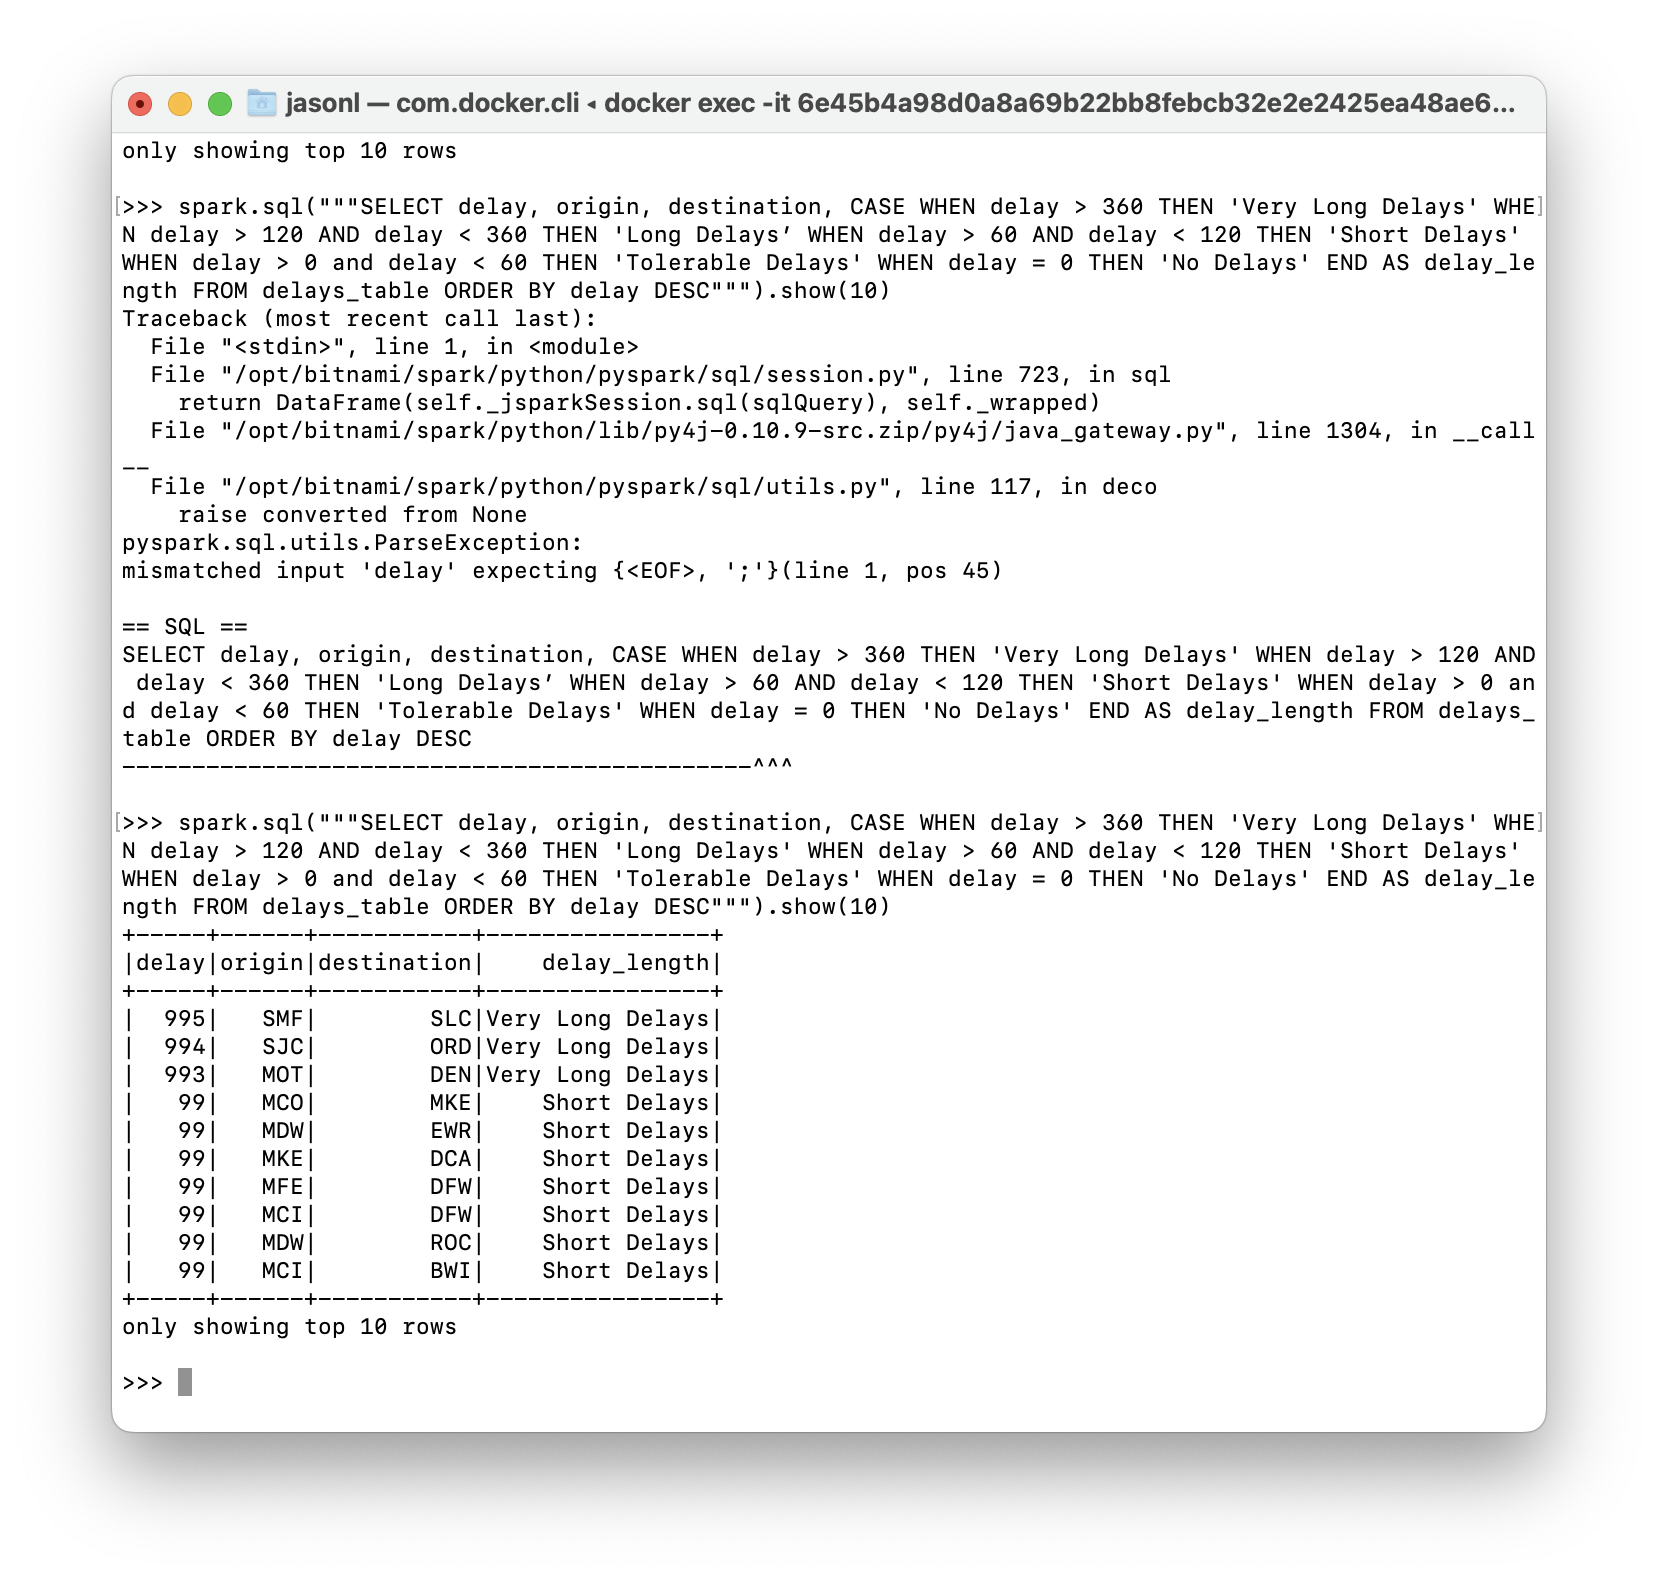 jasonl — com.docker.cli ◂ docker exec -it 6e45b4a98d0a8a69b22bb8febcb32e2e2425ea48ae6...
only showing top 10 rows
[>>> spark.sql("""SELECT delay, origin, destination, CASE WHEN delay > 360 THEN 'Very Long Delays' WHE]
N delay > 120 AND delay < 360 THEN 'Long Delays’ WHEN delay > 60 AND delay < 120 THEN 'Short Delays'
WHEN delay > 0 and delay < 60 THEN 'Tolerable Delays' WHEN delay = 0 THEN 'No Delays' END AS delay_le
ngth FROM delays_table ORDER BY delay DESC""").show(10)
Traceback (most recent call last):
  File "<stdin>", line 1, in <module>
  File "/opt/bitnami/spark/python/pyspark/sql/session.py", line 723, in sql
    return DataFrame(self._jsparkSession.sql(sqlQuery), self._wrapped)
  File "/opt/bitnami/spark/python/lib/py4j-0.10.9-src.zip/py4j/java_gateway.py", line 1304, in __call
__
  File "/opt/bitnami/spark/python/pyspark/sql/utils.py", line 117, in deco
    raise converted from None
pyspark.sql.utils.ParseException:
mismatched input 'delay' expecting {<EOF>, ';'}(line 1, pos 45)
== SQL ==
SELECT delay, origin, destination, CASE WHEN delay > 360 THEN 'Very Long Delays' WHEN delay > 120 AND
 delay < 360 THEN 'Long Delays’ WHEN delay > 60 AND delay < 120 THEN 'Short Delays' WHEN delay > 0 an
d delay < 60 THEN 'Tolerable Delays' WHEN delay = 0 THEN 'No Delays' END AS delay_length FROM delays_
table ORDER BY delay DESC
---------------------------------------------^^^
[>>> spark.sql("""SELECT delay, origin, destination, CASE WHEN delay > 360 THEN 'Very Long Delays' WHE]
N delay > 120 AND delay < 360 THEN 'Long Delays' WHEN delay > 60 AND delay < 120 THEN 'Short Delays'
WHEN delay > 0 and delay < 60 THEN 'Tolerable Delays' WHEN delay = 0 THEN 'No Delays' END AS delay_le
ngth FROM delays_table ORDER BY delay DESC""").show(10)
+-----+------+-----------+----------------+
|delay|origin|destination|    delay_length|
+-----+------+-----------+----------------+
|  995|   SMF|        SLC|Very Long Delays|
|  994|   SJC|        ORD|Very Long Delays|
|  993|   MOT|        DEN|Very Long Delays|
|   99|   MCO|        MKE|    Short Delays|
|   99|   MDW|        EWR|    Short Delays|
|   99|   MKE|        DCA|    Short Delays|
|   99|   MFE|        DFW|    Short Delays|
|   99|   MCI|        DFW|    Short Delays|
|   99|   MDW|        ROC|    Short Delays|
|   99|   MCI|        BWI|    Short Delays|
+-----+------+-----------+----------------+
only showing top 10 rows
>>>